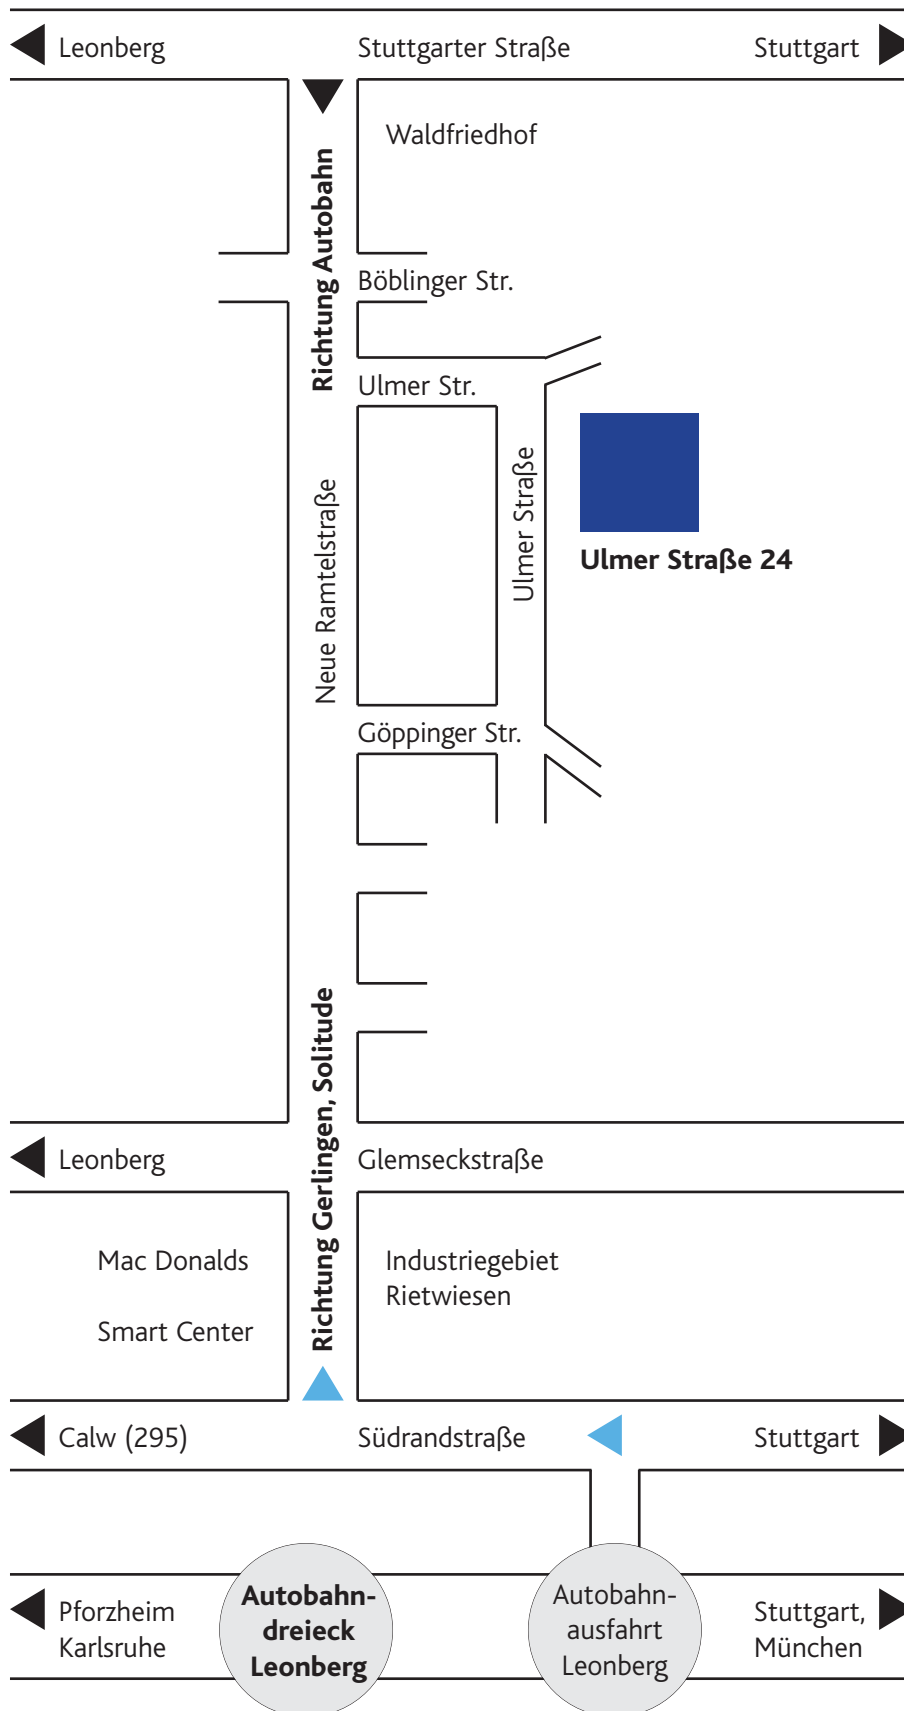 Leonberg
Stuttgarter Straße
Stuttgart
Waldfriedhof
Richtung Autobahn
Böblinger Str.
Ulmer Str.
Neue Ramtelstraße
Ulmer Straße
Ulmer Straße 24
Göppinger Str.
Richtung Gerlingen, Solitude
Leonberg
Glemseckstraße
Mac Donalds
Smart Center
Industriegebiet
Rietwiesen
Calw (295)
Südrandstraße
Stuttgart
Pforzheim
Karlsruhe
Autobahn-
dreieck
Leonberg
Autobahn-
ausfahrt
Leonberg
Stuttgart,
München